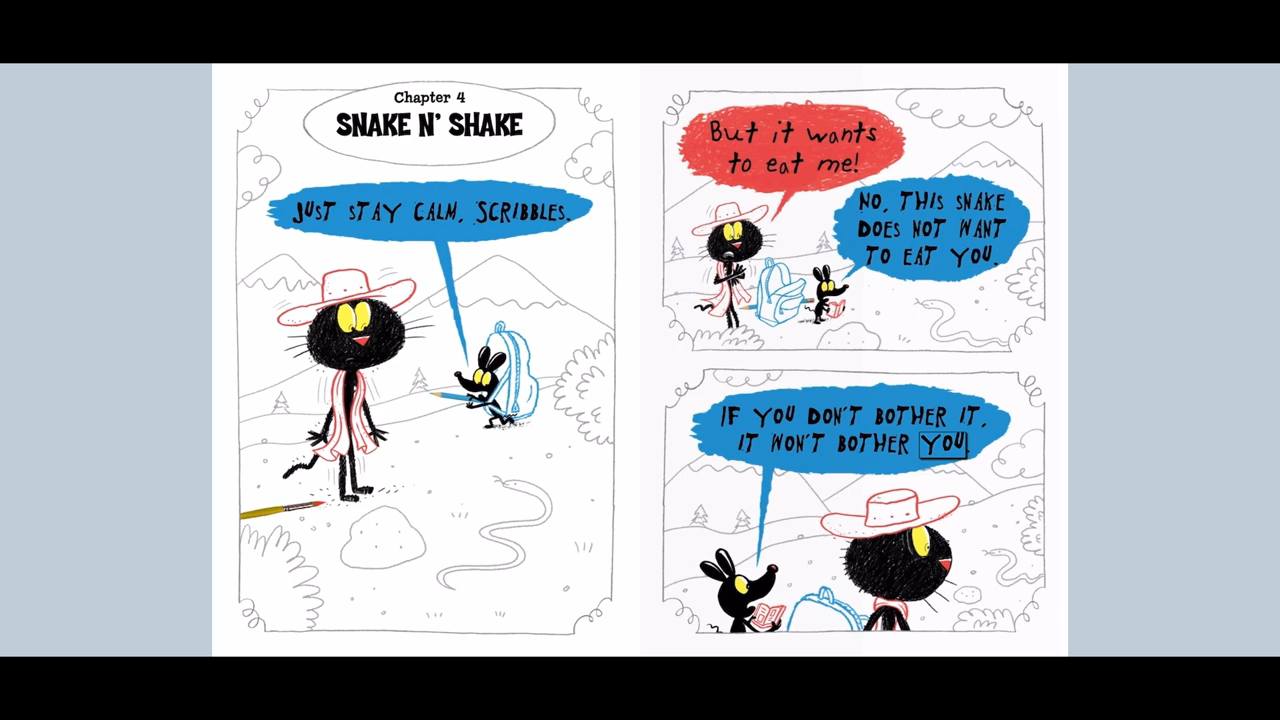 Chapter 4
SNAKE N' SHAKE
JUST STAY CALM, SCRIBBLES.
But it wants
to eat me!
NO, THIS SNAKE
DOES NOT WANT
TO EAT YOU.
IF YOU DON'T BOTHER IT,
IT WON'T BOTHER YOU.